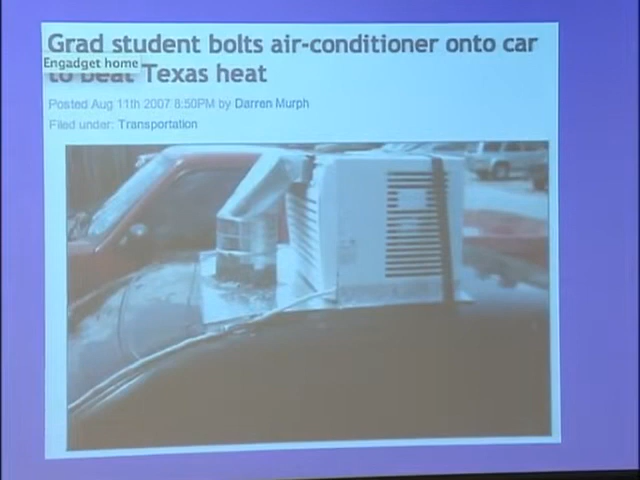 Grad student bolts air-conditioner onto car
Engadget home
to beat Texas heat
Posted Aug 11th 2007 8:50PM by Darren Murph
Filed under: Transportation